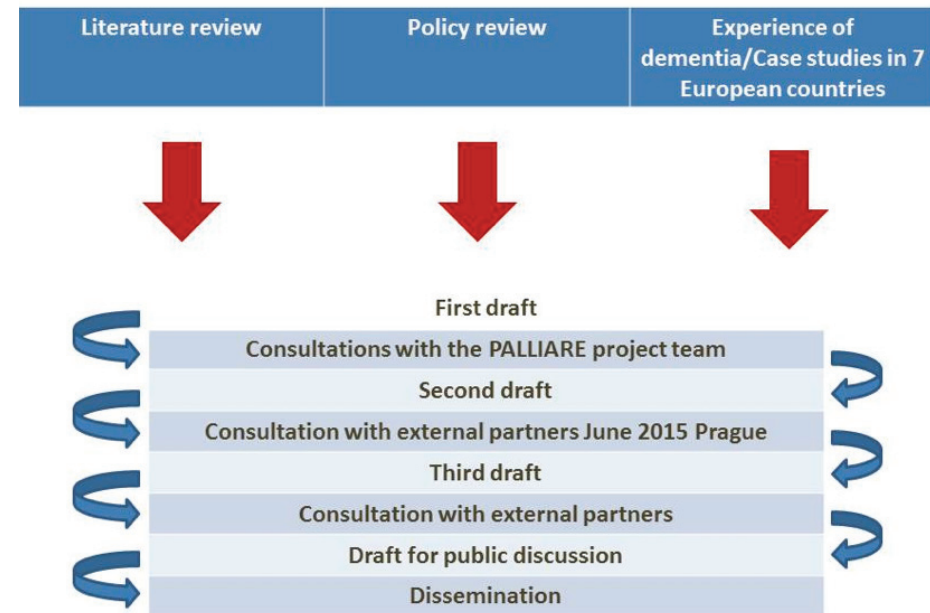 Literature review
Policy review
Experience of
dementia/Case studies in 7
European countries
First draft
Consultations with the PALLIARE project team
Second draft
Consultation with external partners June 2015 Prague
Third draft
Consultation with external partners
Draft for public discussion
Dissemination